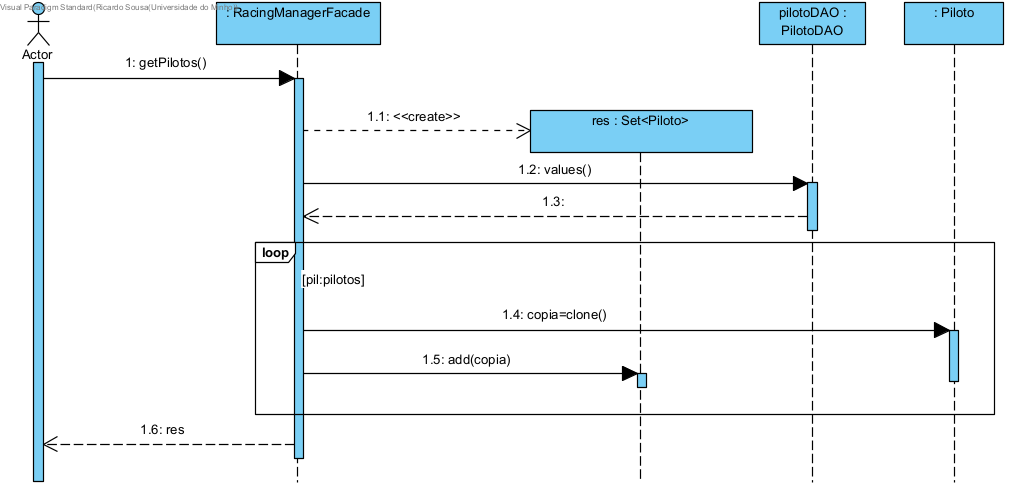 Visual Paradigm Standard(Ricardo Sousa(Universidade do Minho))
: RacingManagerFacade
pilotoDAO :
PilotoDAO
: Piloto
Actor
1: getPilotos()
1.1: <<create>>
res : Set<Piloto>
1.2: values()
1.3:
loop
[pil:pilotos]
1.4: copia=clone()
1.5: add(copia)
1.6: res